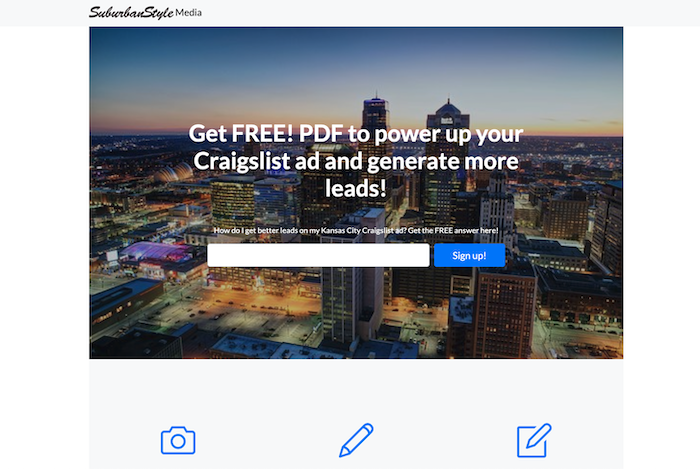 SuburbanStyle Media
Get FREE! PDF to power up your
Craigslist ad and generate more
leads!
How do I get better leads on my Kansas City Craigslist ad? Get the FREE answer here!
Sign up!